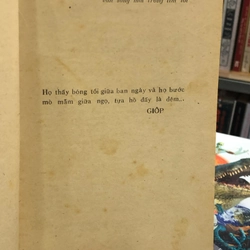 Họ thấy bóng tối giữa ban ngày và họ bước
mò mẫm giữa ngọ, tựa hồ đấy là đêm...
GIỐP